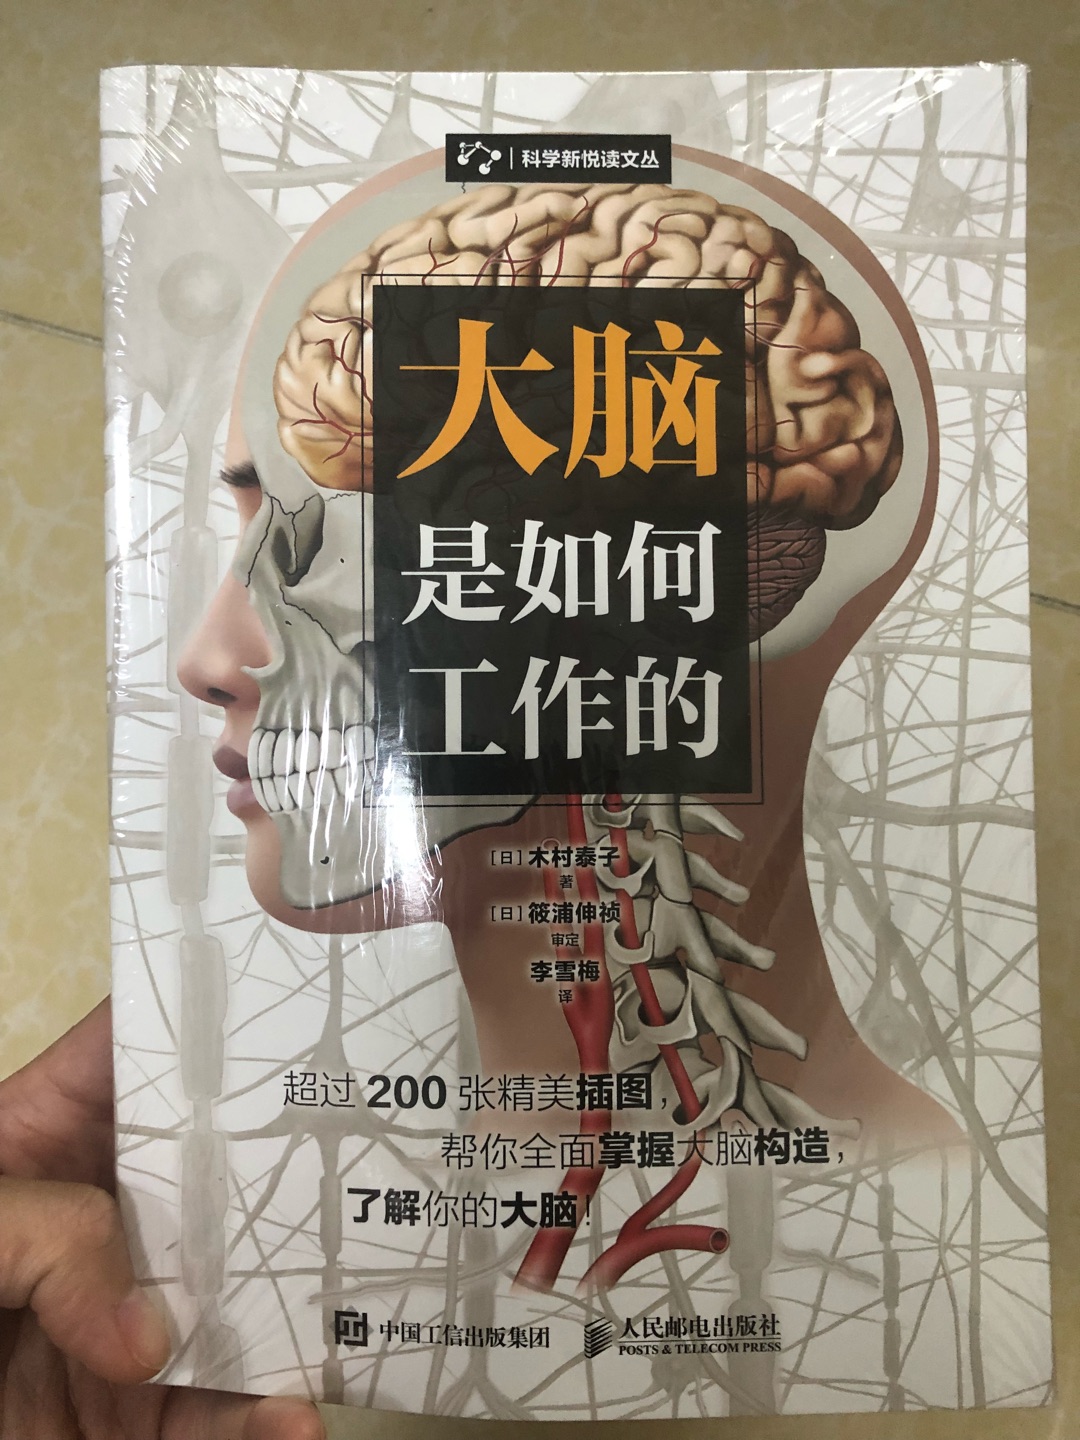 科学新悦读文丛
大脑
是如何
工作的
[日]木村泰子
著
[日]筱浦伸祯
审定
李雪梅
译
超过 200 张精美插图，
帮你全面掌握大脑构造，
了解你的大脑！
中国工信出版集团
人民邮电出版社
POSTS & TELECOM PRESS